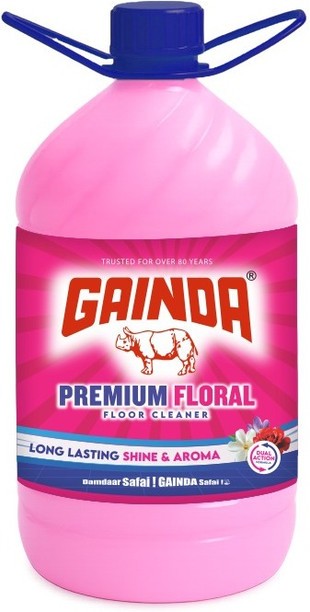 TRUSTED FOR OVER 80 YEARS
GAINDA®
PREMIUM FLORAL
FLOOR CLEANER
LONG LASTING SHINE & AROMA
DUAL
ACTION
FORMULA
Damdaar Safai ! GAINDA Safai !